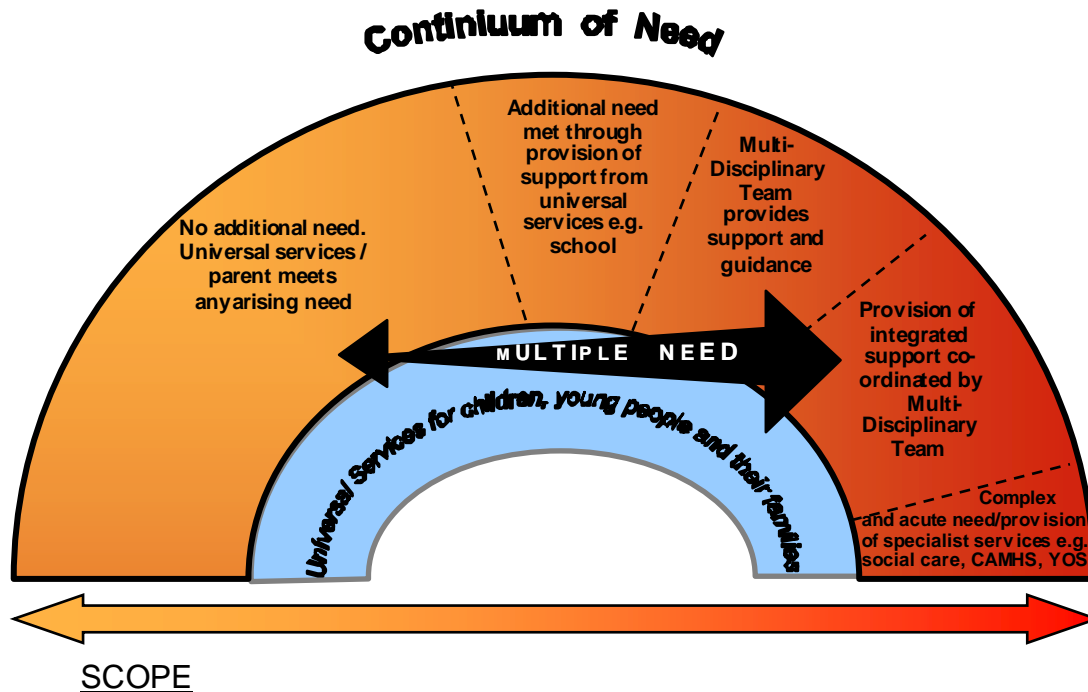 Continiuum of Need
No additional need.
Universal services /
parent meets
anyarising need
Additional need
met through
provision of
support from
universal
services e.g.
school
Multi-
Disciplinary
Team
provides
support and
guidance
Provision of
integrated
support co-
ordinated by
Multi-
Disciplinary
Team
Complex
and acute need/provision
of specialist services e.g.
social care, CAMHS, YOS
MULTIPLE NEED
Universal Services for children, young people and their families
SCOPE